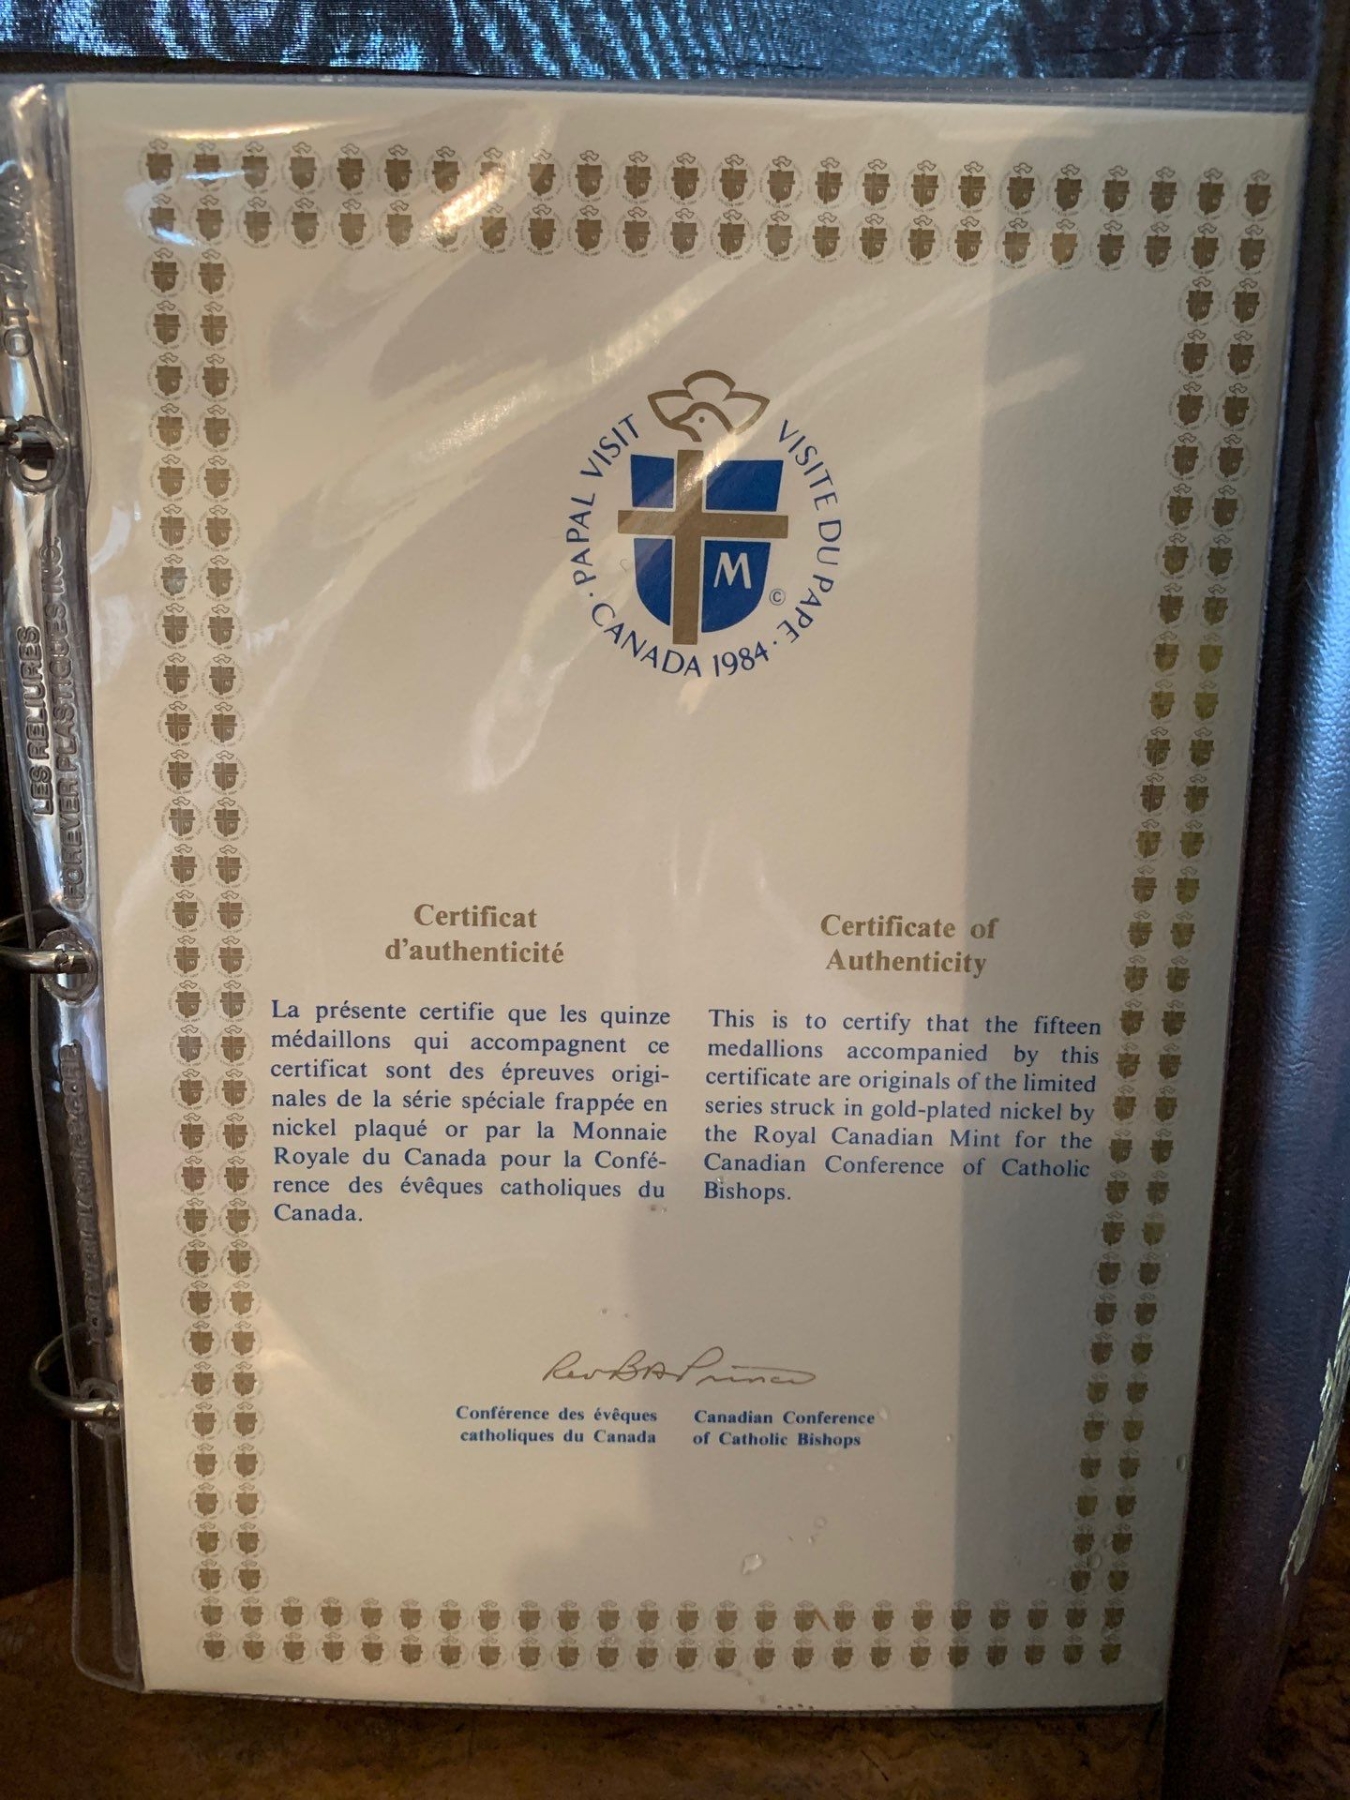 PAPAL VISIT
VISITE DU PAPE
· CANADA 1984 ·
M
©
Certificat
d'authenticité
La présente certifie que les quinze
médaillons qui accompagnent ce
certificat sont des épreuves origi-
nales de la série spéciale frappée en
nickel plaqué or par la Monnaie
Royale du Canada pour la Confé-
rence des évêques catholiques du
Canada.
Certificate of
Authenticity
This is to certify that the fifteen
medallions accompanied by this
certificate are originals of the limited
series struck in gold-plated nickel by
the Royal Canadian Mint for the
Canadian Conference of Catholic
Bishops.
Rev B A Prince
Conférence des évêques
catholiques du Canada
Canadian Conference
of Catholic Bishops
LES RELIURES
FOREVER PLASTIQUES INC.